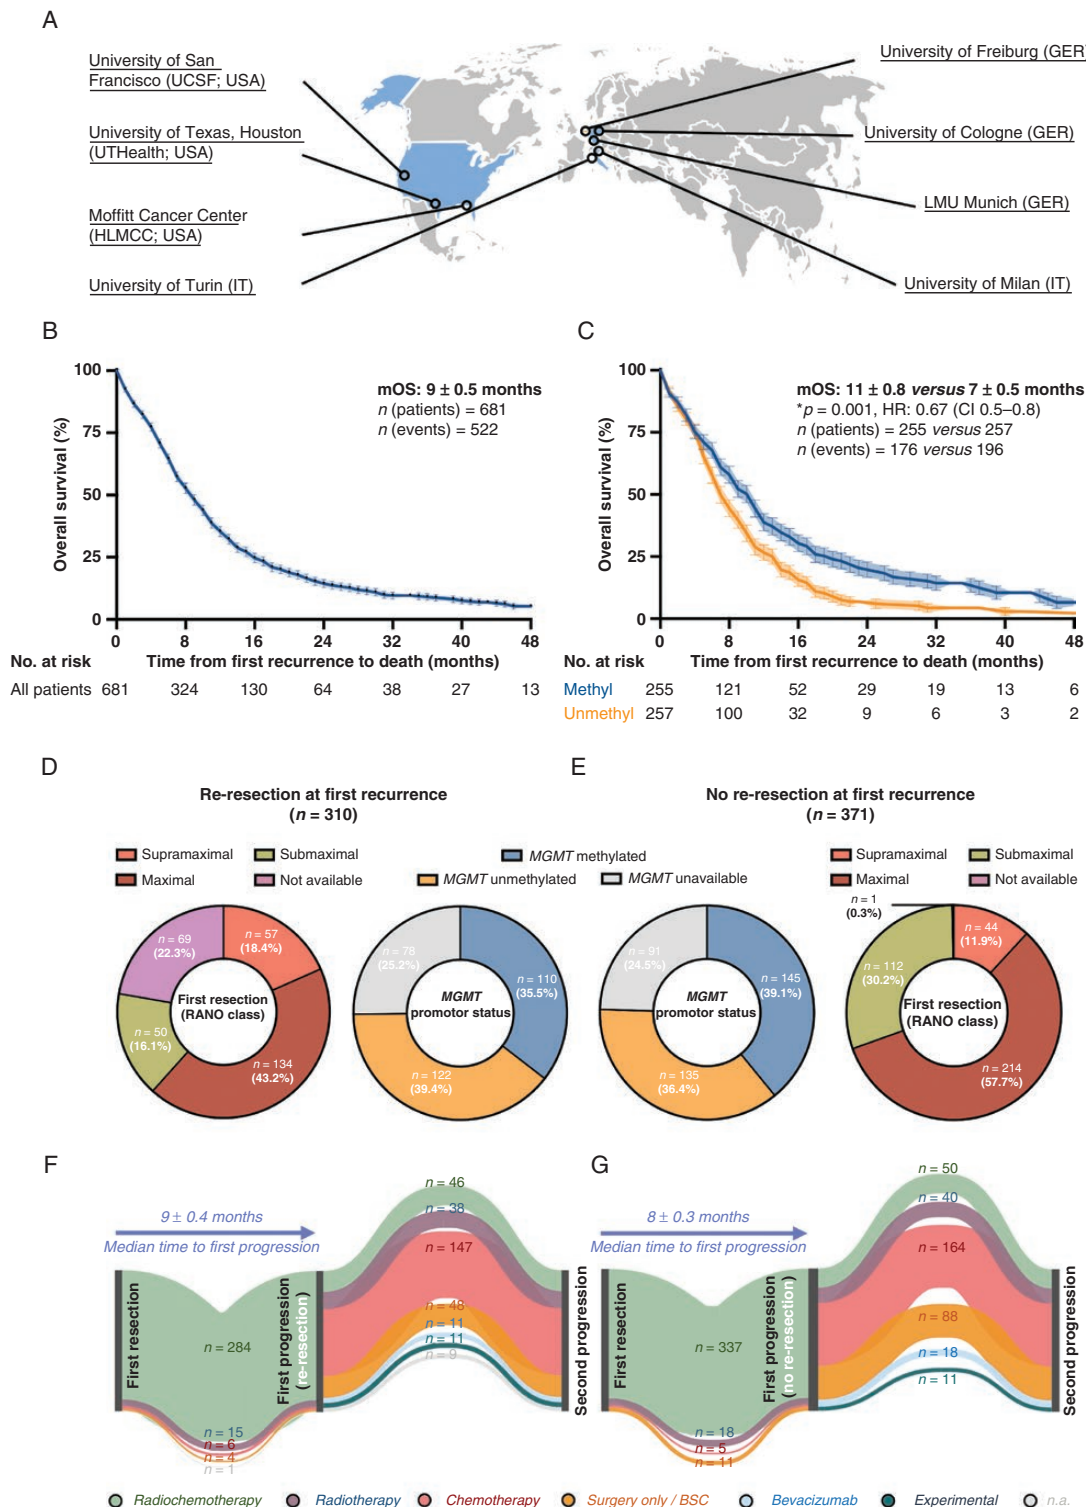 A
University of San
Francisco (UCSF; USA)
University of Texas, Houston
(UTHealth; USA)
Moffitt Cancer Center
(HLMCC; USA)
University of Turin (IT)
University of Freiburg (GER)
University of Cologne (GER)
LMU Munich (GER)
University of Milan (IT)
B
100
75
50
25
0
Overall survival (%)
mOS: 9 ± 0.5 months
n (patients) = 681
n (events) = 522
0 8 16 24 32 40 48
No. at risk Time from first recurrence to death (months)
All patients 681 324 130 64 38 27 13
C
100
75
50
25
0
Overall survival (%)
mOS: 11 ± 0.8 versus 7 ± 0.5 months
*p = 0.001, HR: 0.67 (CI 0.5–0.8)
n (patients) = 255 versus 257
n (events) = 176 versus 196
0 8 16 24 32 40 48
No. at risk Time from first recurrence to death (months)
Methyl 255 121 52 29 19 13 6
Unmethyl 257 100 32 9 6 3 2
D
Re-resection at first recurrence
(n = 310)
Supramaximal Submaximal
Maximal Not available
MGMT methylated
MGMT unmethylated MGMT unavailable
n = 69
(22.3%)
n = 57
(18.4%)
First resection
(RANO class)
n = 50
(16.1%)
n = 134
(43.2%)
n = 78
(25.2%)
n = 110
(35.5%)
MGMT
promotor status
n = 122
(39.4%)
E
No re-resection at first recurrence
(n = 371)
Supramaximal Submaximal
Maximal Not available
n = 91
(24.5%)
n = 145
(39.1%)
MGMT
promotor status
n = 135
(36.4%)
n = 1
(0.3%)
n = 44
(11.9%)
n = 112
(30.2%)
First resection
(RANO class)
n = 214
(57.7%)
F
9 ± 0.4 months
Median time to first progression
First resection
n = 284
n = 15
n = 6
n = 4
n = 1
First progression
(re-resection)
n = 46
n = 38
n = 147
n = 48
n = 11
n = 11
n = 9
Second progression
G
8 ± 0.3 months
Median time to first progression
First resection
n = 337
n = 18
n = 5
n = 11
First progression
(no re-resection)
n = 50
n = 40
n = 164
n = 88
n = 18
n = 11
Second progression
Radiochemotherapy Radiotherapy Chemotherapy Surgery only / BSC Bevacizumab Experimental n.a.